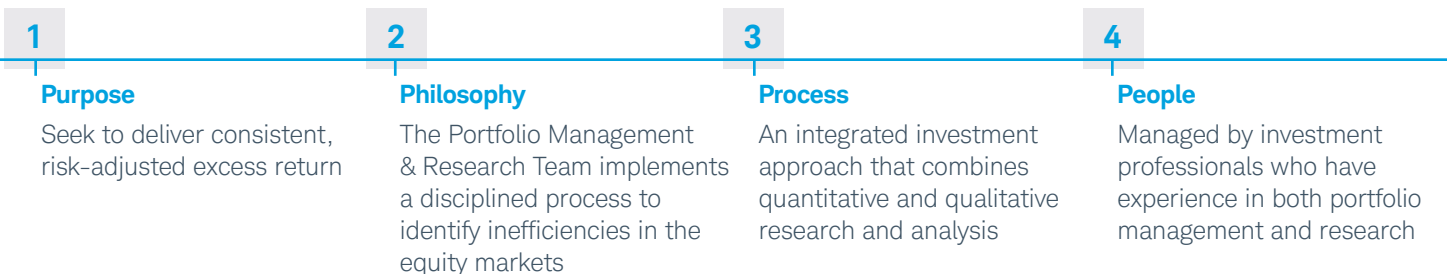 1
Purpose
Seek to deliver consistent,
risk-adjusted excess return
2
Philosophy
The Portfolio Management
& Research Team implements
a disciplined process to
identify inefficiencies in the
equity markets
3
Process
An integrated investment
approach that combines
quantitative and qualitative
research and analysis
4
People
Managed by investment
professionals who have
experience in both portfolio
management and research